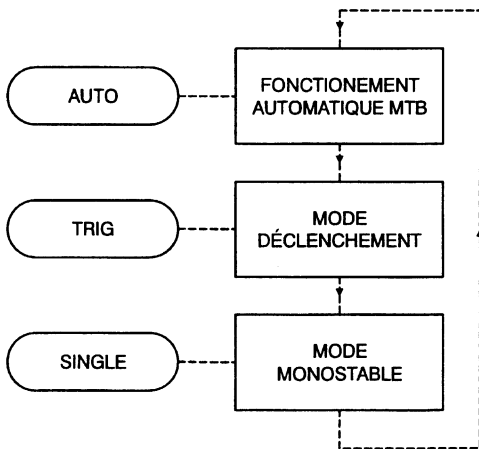 AUTO
FONCTIONEMENT
AUTOMATIQUE MTB
TRIG
MODE
DÉCLENCHEMENT
SINGLE
MODE
MONOSTABLE